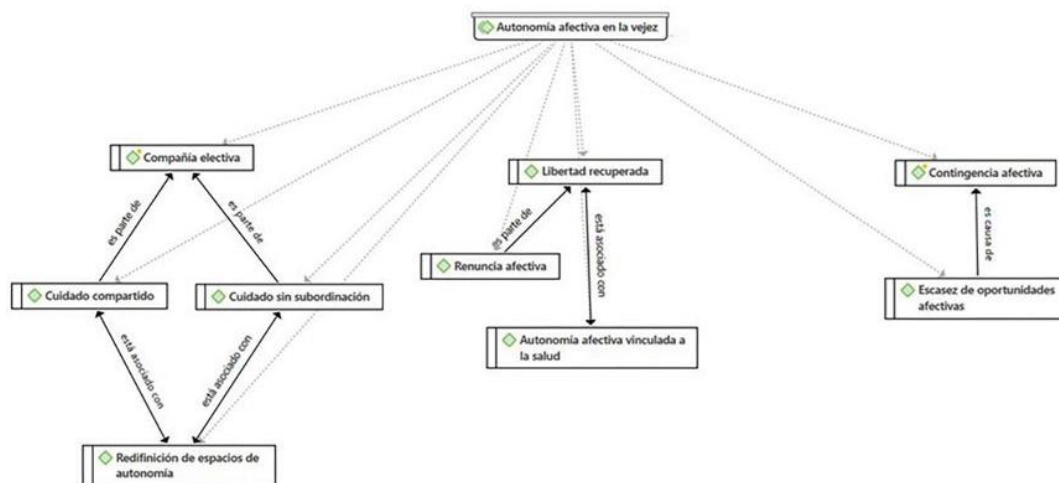 Autonomía afectiva en la vejez
Compañía electiva
Libertad recuperada
Contingencia afectiva
es parte de
es parte de
es parte de
está asociado con
es causa de
Renuncia afectiva
Cuidado compartido
Cuidado sin subordinación
Escasez de oportunidades
afectivas
está asociado con
está asociado con
Autonomía afectiva vinculada a
la salud
Redifinición de espacios de
autonomía